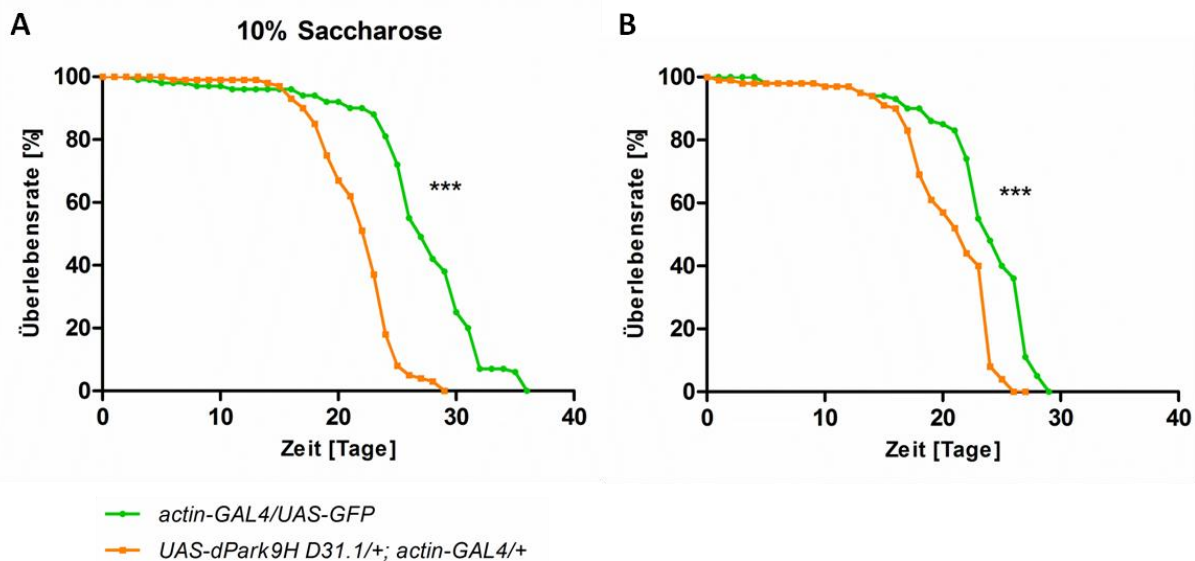 A
10% Saccharose
Überlebensrate [%]
100
80
60
40
20
0
***
0 10 20 30 40
Zeit [Tage]
B
Überlebensrate [%]
100
80
60
40
20
0
***
0 10 20 30 40
Zeit [Tage]
actin-GAL4/UAS-GFP
UAS-dPark9H D31.1/+; actin-GAL4/+